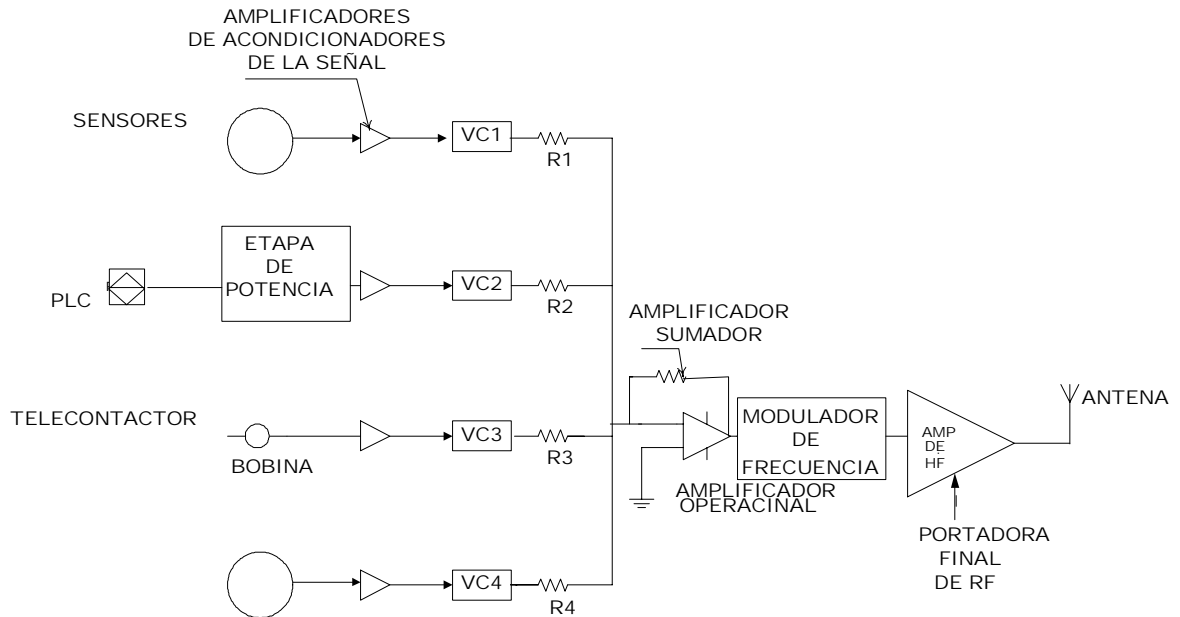 AMPLIFICADORES
DE ACONDICIONADORES
DE LA SEÑAL
SENSORES
VC1
R1
ETAPA
DE
POTENCIA
PLC
VC2
R2
AMPLIFICADOR
SUMADOR
TELECONTACTOR
BOBINA
VC3
R3
MODULADOR
DE
FRECUENCIA
AMPLIFICADOR
OPERACINAL
AMP
DE
HF
ANTENA
PORTADORA
FINAL
DE RF
VC4
R4